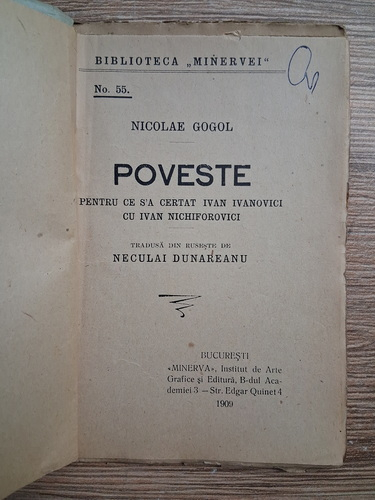 BIBLIOTECA „MINERVEI“
No. 55.
NICOLAE GOGOL
POVESTE
PENTRU CE S'A CERTAT IVAN IVANOVICI
CU IVAN NICHIFOROVICI
TRADUSĂ DIN RUSEȘTE DE
NECULAI DUNAREANU
BUCUREȘTI
«MINERVA», Institut de Arte
Grafice și Editură, B-dul Aca-
demiei 3 — Str. Edgar Quinet 4
1909